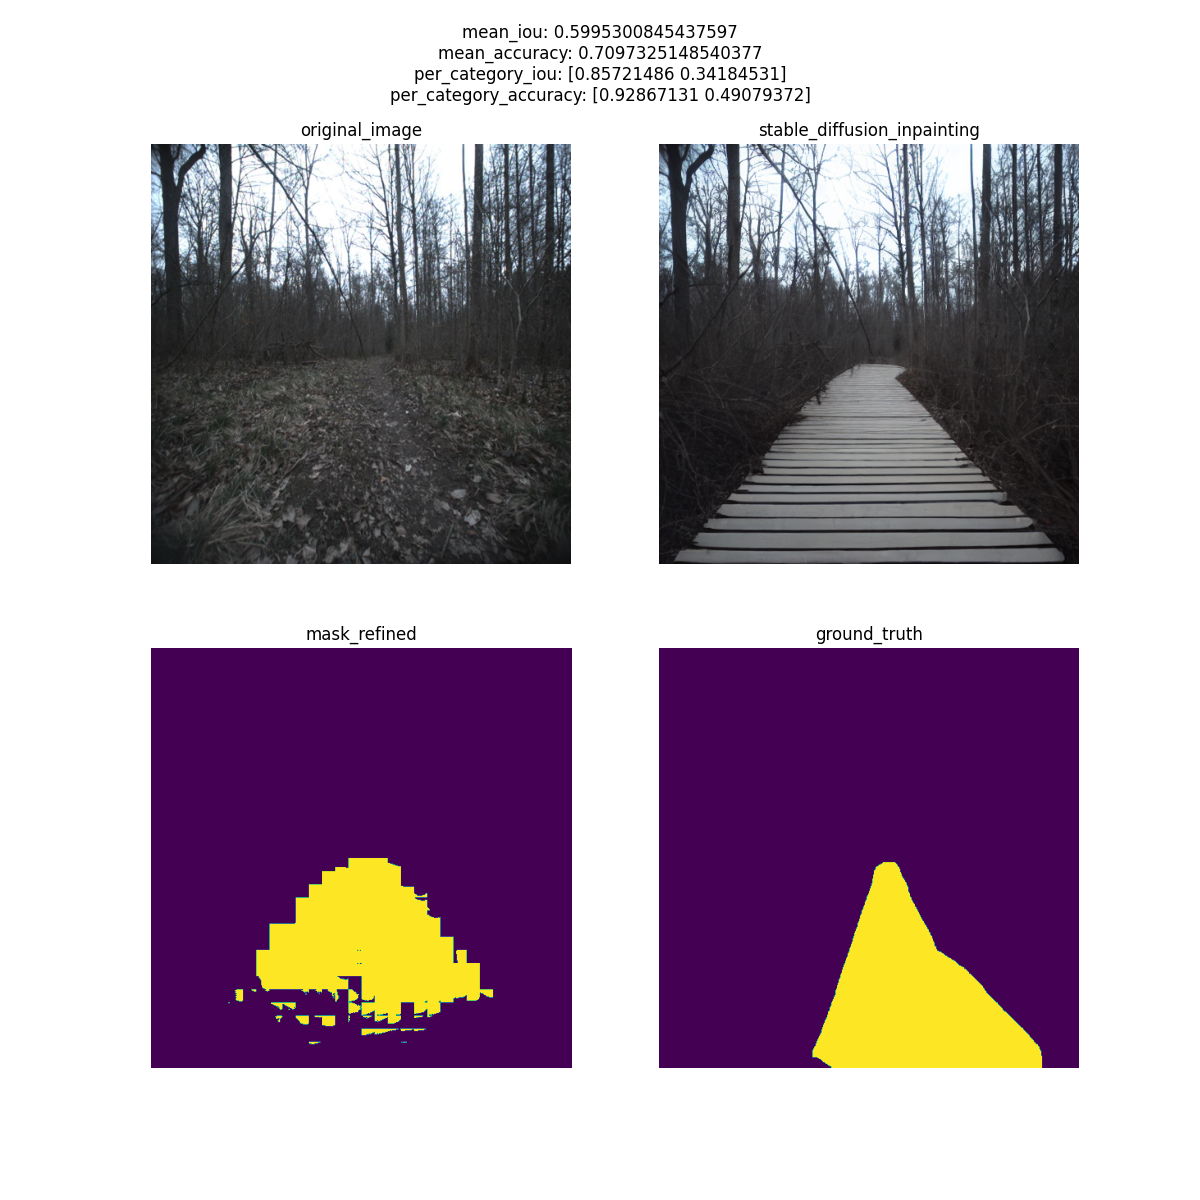 mean_iou: 0.5995300845437597
mean_accuracy: 0.7097325148540377
per_category_iou: [0.85721486 0.34184531]
per_category_accuracy: [0.92867131 0.49079372]
original_image
stable_diffusion_inpainting
mask_refined
ground_truth